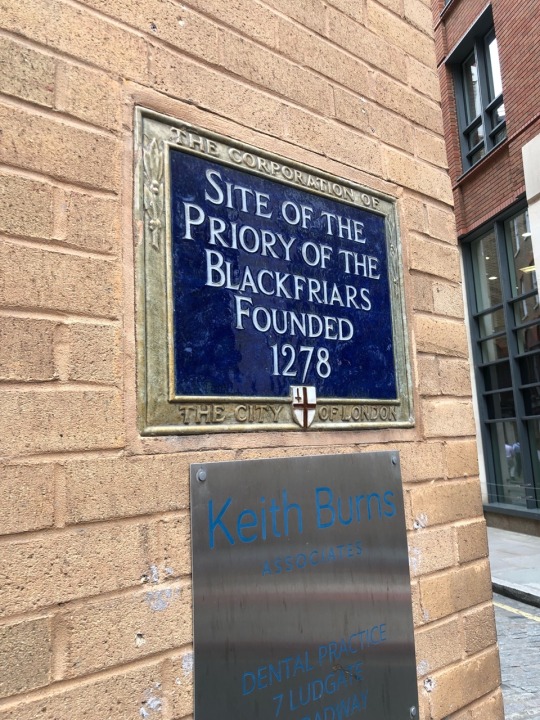 THE CORPORATION OF
SITE OF THE
PRIORY OF THE
BLACKFRIARS
FOUNDED
1278
THE CITY OF LONDON
Keith Burns
ASSOCIATES
DENTAL PRACTICE
7 LUDGATE
BROADWAY